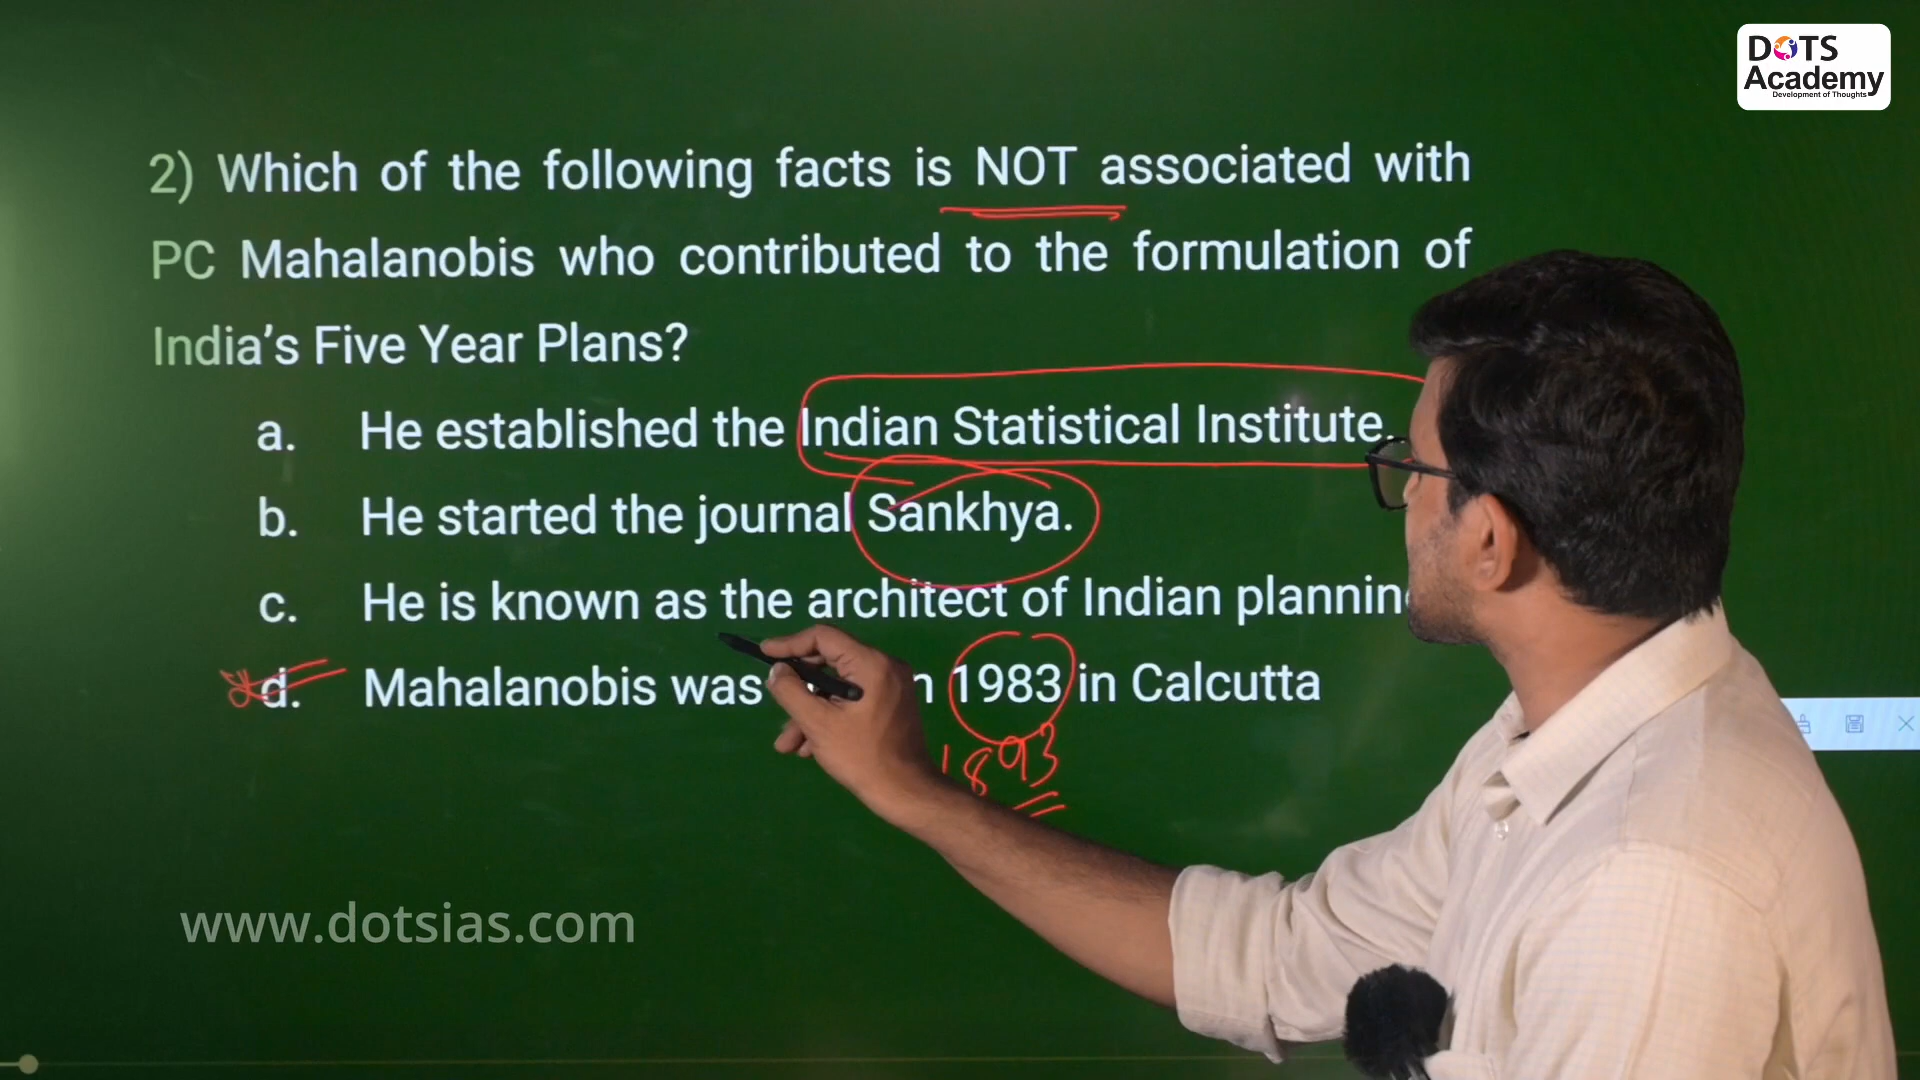 DOTS
Academy
Development of Thoughts
2) Which of the following facts is NOT associated with
PC Mahalanobis who contributed to the formulation of
India's Five Year Plans?
a. He established the Indian Statistical Institute.
b. He started the journal Sankhya.
c. He is known as the architect of Indian
d. Mahalanobis was 1983 in Calcutta
1893
www.dotsias.com